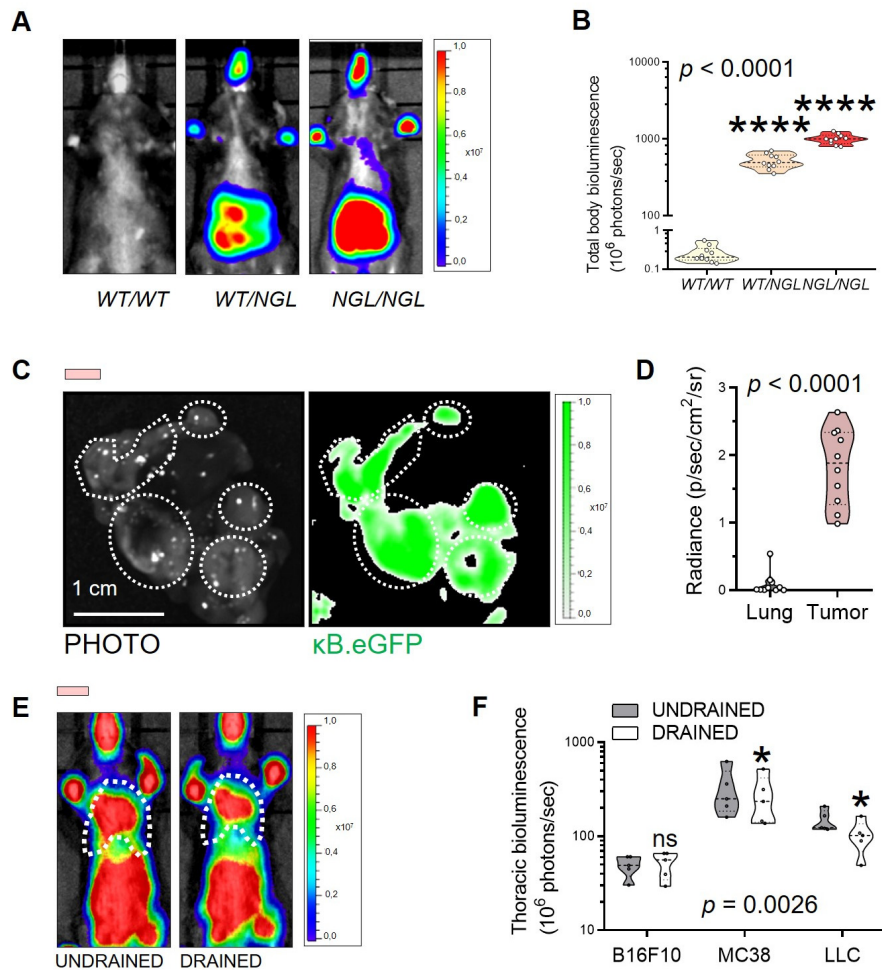 A
1,0
0,8
0,6
x10⁷
0,4
0,2
0,0
WT/WT
WT/NGL
NGL/NGL
B
Total body bioluminescence
(10⁶ photons/sec)
10000
1000
100
1
0.1
p < 0.0001
****
****
WT/WT
WT/NGL
NGL/NGL
C
1 cm
PHOTO
κB.eGFP
1,0
0,8
0,6
x10⁷
0,4
0,2
0,0
D
Radiance (p/sec/cm²/sr)
3
2
1
0
p < 0.0001
Lung
Tumor
E
1,0
0,8
0,6
x10⁷
0,4
0,2
0,0
UNDRAINED
DRAINED
F
UNDRAINED
DRAINED
Thoracic bioluminescence
(10⁶ photons/sec)
1000
100
10
ns
*
*
p = 0.0026
B16F10
MC38
LLC